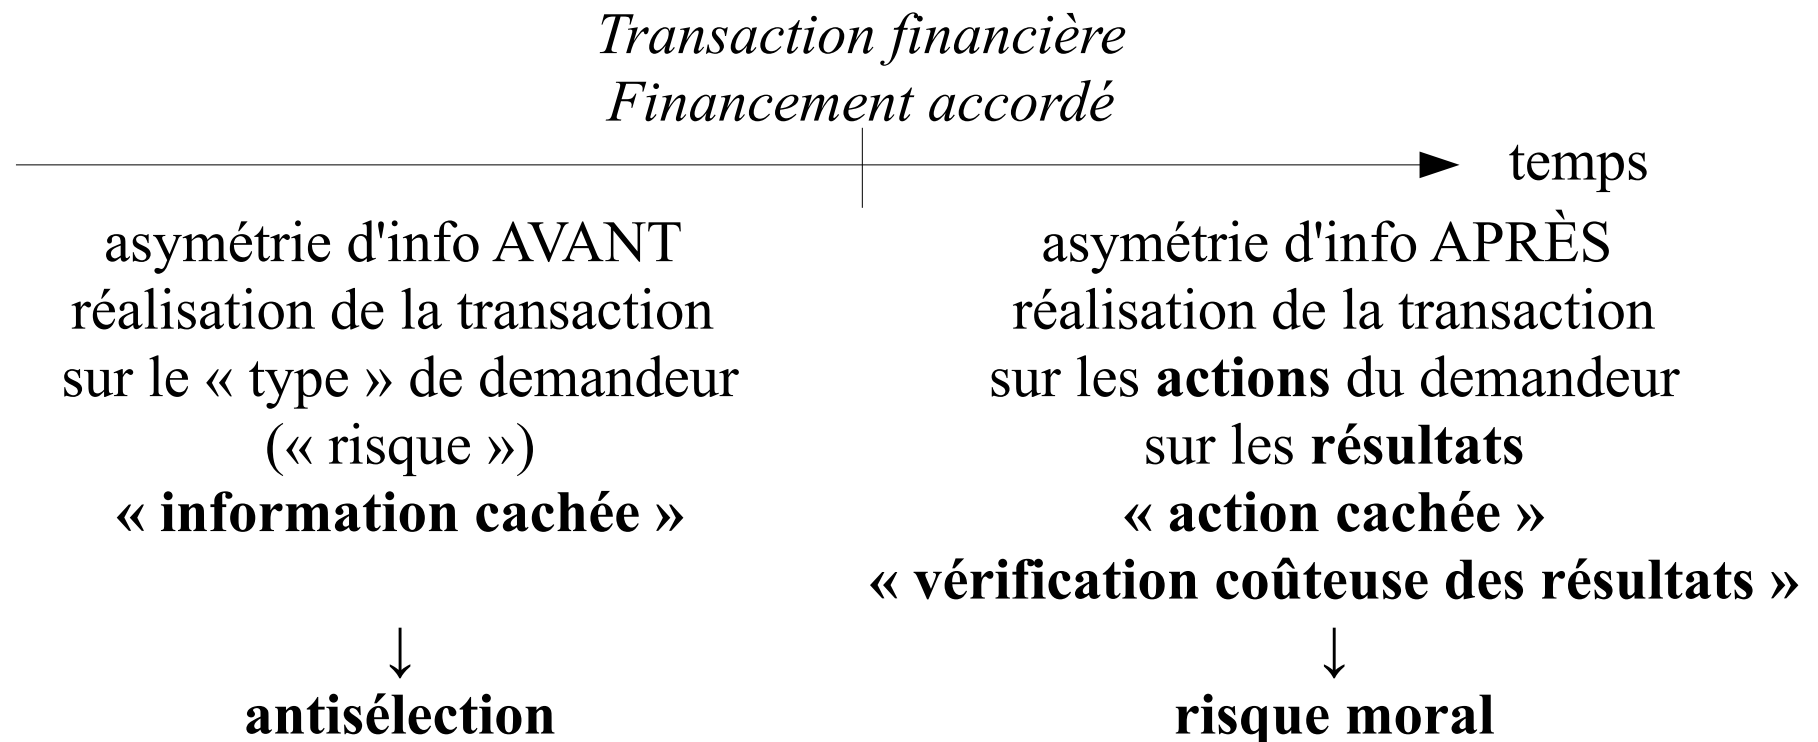 Transaction financière
Financement accordé
temps
asymétrie d'info AVANT
réalisation de la transaction
sur le « type » de demandeur
(« risque »)
« information cachée »
↓
antisélection
asymétrie d'info APRÈS
réalisation de la transaction
sur les actions du demandeur
sur les résultats
« action cachée »
« vérification coûteuse des résultats »
↓
risque moral